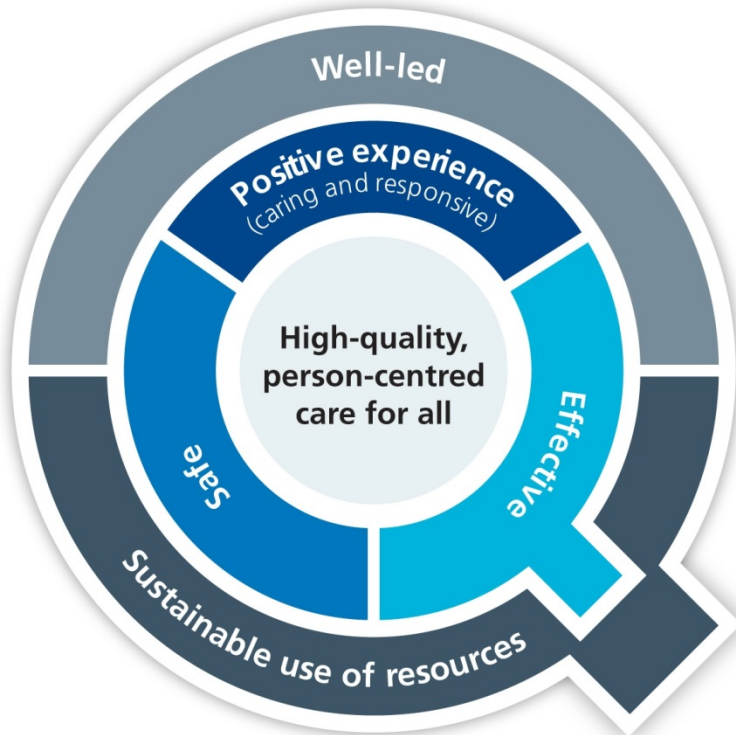 Well-led
Positive experience
(caring and responsive)
High-quality,
person-centred
care for all
Safe
Effective
Sustainable use of resources